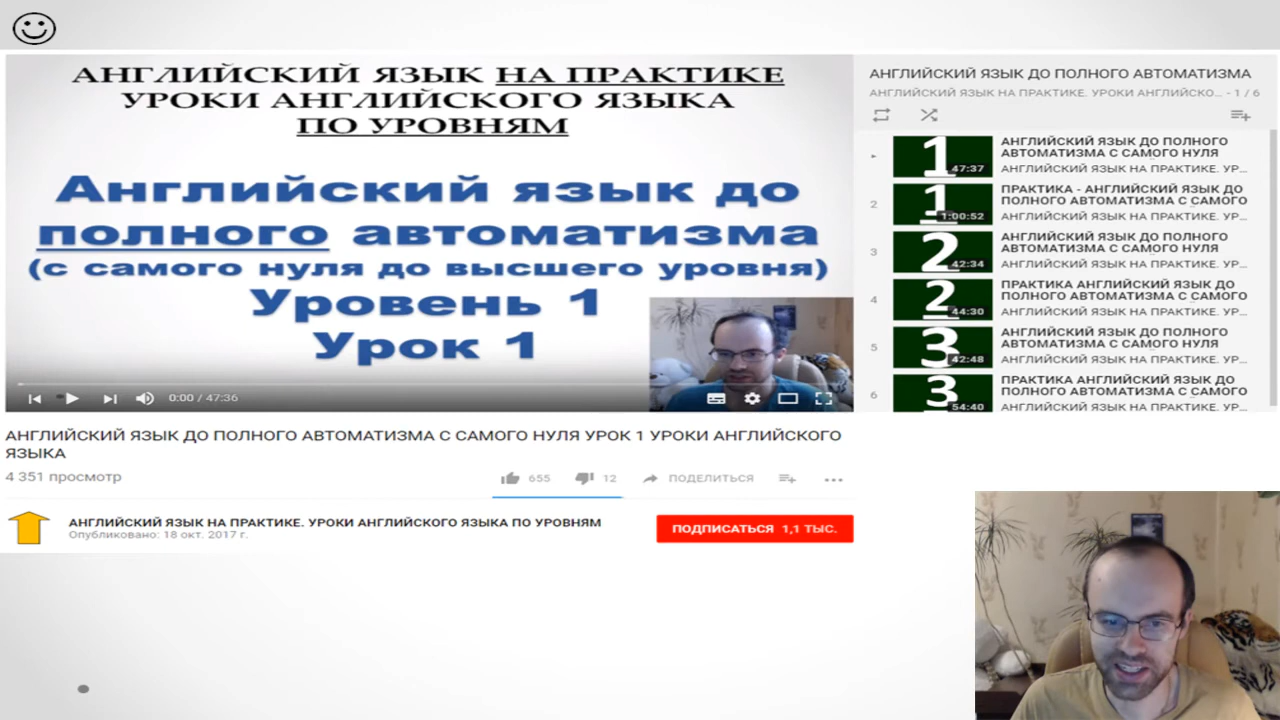 АНГЛИЙСКИЙ ЯЗЫК НА ПРАКТИКЕ
УРОКИ АНГЛИЙСКОГО ЯЗЫКА
ПО УРОВНЯМ
Английский язык до
полного автоматизма
(с самого нуля до высшего уровня)
Уровень 1
Урок 1
0:00 / 47:36
АНГЛИЙСКИЙ ЯЗЫК ДО ПОЛНОГО АВТОМАТИЗМА
АНГЛИЙСКИЙ ЯЗЫК НА ПРАКТИКЕ. УРОКИ АНГЛИЙСКО... - 1 / 6
1
47:37
АНГЛИЙСКИЙ ЯЗЫК ДО ПОЛНОГО
АВТОМАТИЗМА С САМОГО НУЛЯ
АНГЛИЙСКИЙ ЯЗЫК НА ПРАКТИКЕ. УР...
2
1
1:00:52
ПРАКТИКА - АНГЛИЙСКИЙ ЯЗЫК ДО
ПОЛНОГО АВТОМАТИЗМА С САМОГО
АНГЛИЙСКИЙ ЯЗЫК НА ПРАКТИКЕ. УР...
3
2
42:34
АНГЛИЙСКИЙ ЯЗЫК ДО ПОЛНОГО
АВТОМАТИЗМА С САМОГО НУЛЯ
АНГЛИЙСКИЙ ЯЗЫК НА ПРАКТИКЕ. УР...
4
2
44:30
ПРАКТИКА АНГЛИЙСКИЙ ЯЗЫК ДО
ПОЛНОГО АВТОМАТИЗМА С САМОГО
АНГЛИЙСКИЙ ЯЗЫК НА ПРАКТИКЕ. УР...
5
3
42:48
АНГЛИЙСКИЙ ЯЗЫК ДО ПОЛНОГО
АВТОМАТИЗМА С САМОГО НУЛЯ
АНГЛИЙСКИЙ ЯЗЫК НА ПРАКТИКЕ. УР...
6
3
54:40
ПРАКТИКА АНГЛИЙСКИЙ ЯЗЫК ДО
ПОЛНОГО АВТОМАТИЗМА С САМОГО
АНГЛИЙСКИЙ ЯЗЫК НА ПРАКТИКЕ. УР...
АНГЛИЙСКИЙ ЯЗЫК ДО ПОЛНОГО АВТОМАТИЗМА С САМОГО НУЛЯ УРОК 1 УРОКИ АНГЛИЙСКОГО
ЯЗЫКА
4 351 просмотр
655
12
ПОДЕЛИТЬСЯ
АНГЛИЙСКИЙ ЯЗЫК НА ПРАКТИКЕ. УРОКИ АНГЛИЙСКОГО ЯЗЫКА ПО УРОВНЯМ
Опубликовано: 18 окт. 2017 г.
ПОДПИСАТЬСЯ 1,1 ТЫС.